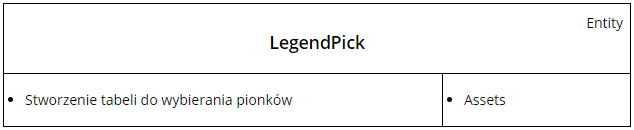 Entity
LegendPick
• Stworzenie tabeli do wybierania pionków
• Assets